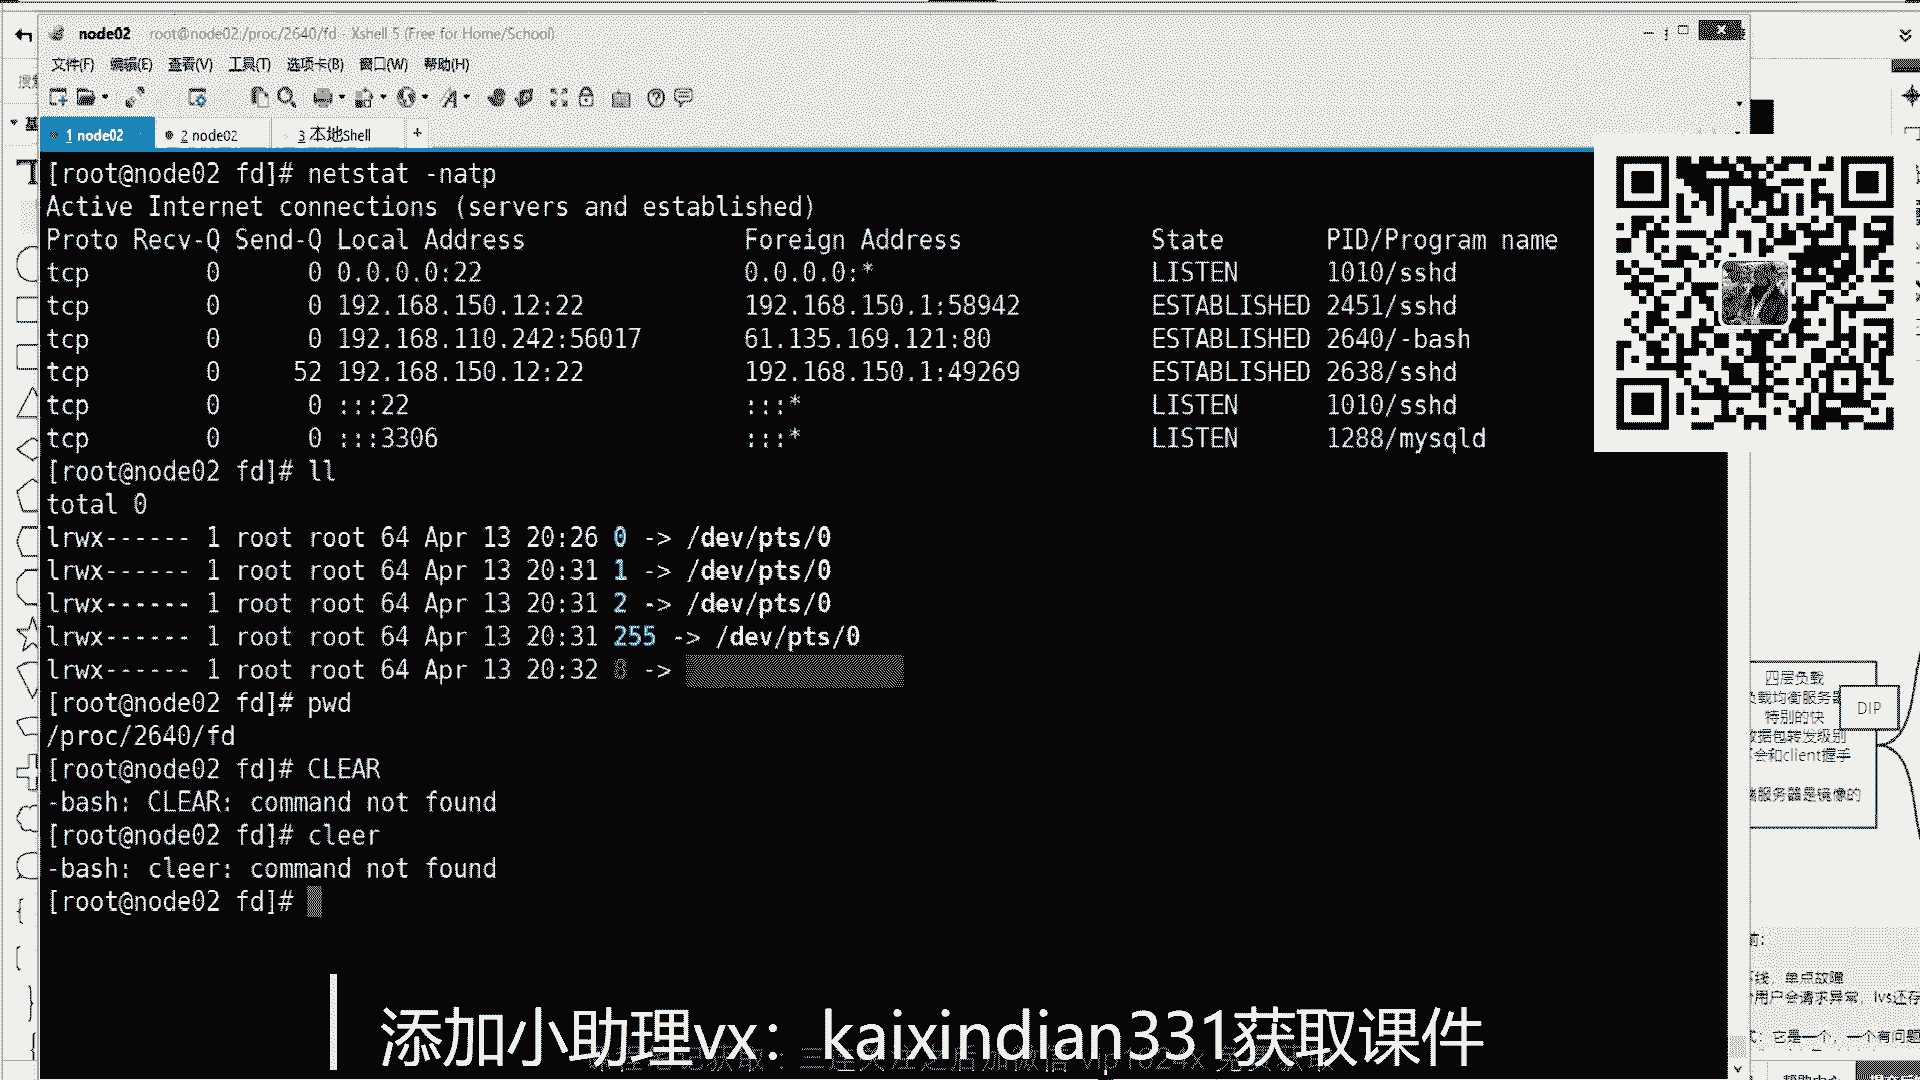 node02 root@node02:/proc/2640/fd - Xshell 5 (Free for Home/School)
文件(F) 编辑(E) 查看(V) 工具(T) 选项卡(B) 窗口(W) 帮助(H)
1 node02 2 node02 3 本地Shell +
[root@node02 fd]# netstat -natp
Active Internet connections (servers and established)
Proto Recv-Q Send-Q Local Address Foreign Address State PID/Program name
tcp 0 0 0.0.0.0:22 0.0.0.0:* LISTEN 1010/sshd
tcp 0 0 192.168.150.12:22 192.168.150.1:58942 ESTABLISHED 2451/sshd
tcp 0 0 192.168.110.242:56017 61.135.169.121:80 ESTABLISHED 2640/-bash
tcp 0 52 192.168.150.12:22 192.168.150.1:49269 ESTABLISHED 2638/sshd
tcp 0 0 :::22 :::* LISTEN 1010/sshd
tcp 0 0 :::3306 :::* LISTEN 1288/mysqld
[root@node02 fd]# ll
total 0
lrwx------ 1 root root 64 Apr 13 20:26 0 -> /dev/pts/0
lrwx------ 1 root root 64 Apr 13 20:31 1 -> /dev/pts/0
lrwx------ 1 root root 64 Apr 13 20:31 2 -> /dev/pts/0
lrwx------ 1 root root 64 Apr 13 20:31 255 -> /dev/pts/0
lrwx------ 1 root root 64 Apr 13 20:32 8 ->
[root@node02 fd]# pwd
/proc/2640/fd
[root@node02 fd]# CLEAR
-bash: CLEAR: command not found
[root@node02 fd]# cleer
-bash: cleer: command not found
[root@node02 fd]#
四层负载
负载均衡服务器
特别的快
数据包转发级别
会和client握手
服务器是镜像的
DIP
前:
线，单点故障
用户会请求异常，lvs还存
它是一个，一个有问题
添加小助理vx：kaixindian331获取课件